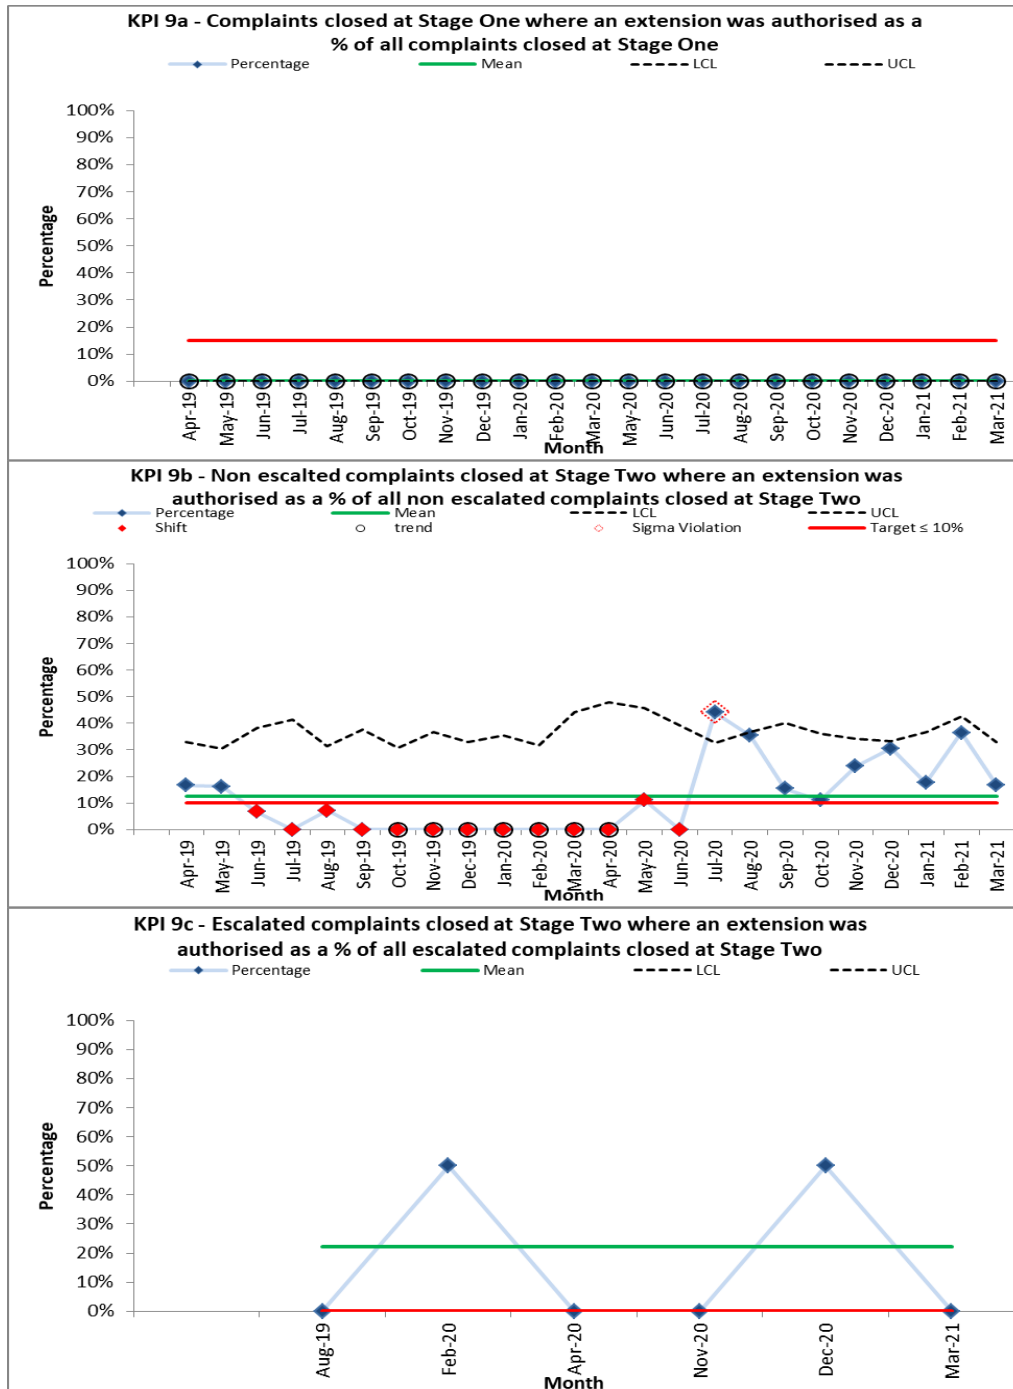 KPI 9a - Complaints closed at Stage One where an extension was authorised as a
% of all complaints closed at Stage One
Percentage Mean LCL UCL
100%
90%
80%
70%
60%
50%
40%
30%
20%
10%
0%
Percentage
Apr-19 May-19 Jun-19 Jul-19 Aug-19 Sep-19 Oct-19 Nov-19 Dec-19 Jan-20 Feb-20 Mar-20 May-20 Jun-20 Jul-20 Aug-20 Sep-20 Oct-20 Nov-20 Dec-20 Jan-21 Feb-21 Mar-21
Month
KPI 9b - Non escalted complaints closed at Stage Two where an extension was
authorised as a % of all non escalated complaints closed at Stage Two
Percentage Mean LCL UCL
Shift trend Sigma Violation Target ≤ 10%
100%
90%
80%
70%
60%
50%
40%
30%
20%
10%
0%
Percentage
Apr-19 May-19 Jun-19 Jul-19 Aug-19 Sep-19 Oct-19 Nov-19 Dec-19 Jan-20 Feb-20 Mar-20 Apr-20 May-20 Jun-20 Jul-20 Aug-20 Sep-20 Oct-20 Nov-20 Dec-20 Jan-21 Feb-21 Mar-21
Month
KPI 9c - Escalated complaints closed at Stage Two where an extension was
authorised as a % of all escalated complaints closed at Stage Two
Percentage Mean LCL UCL
100%
90%
80%
70%
60%
50%
40%
30%
20%
10%
0%
Percentage
Aug-19 Feb-20 Apr-20 Nov-20 Dec-20 Mar-21
Month